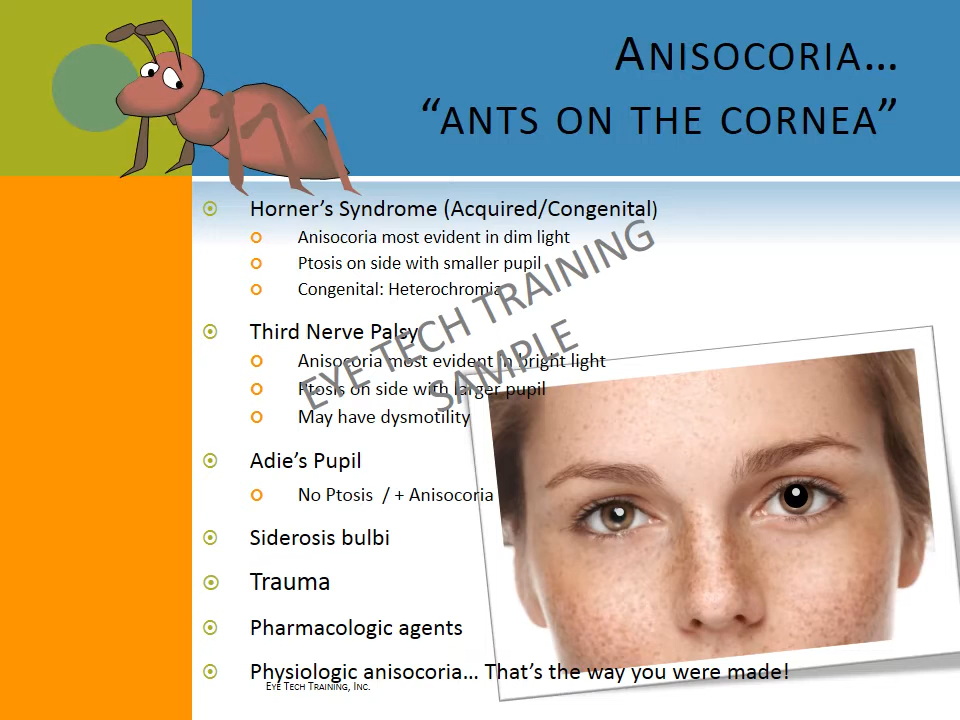 Anisocoria…
“ants on the cornea”
Horner’s Syndrome (Acquired/Congenital)
Anisocoria most evident in dim light
Ptosis on side with smaller pupil
Congenital: Heterochromia
Third Nerve Palsy
Anisocoria most evident in bright light
Ptosis on side with larger pupil
May have dysmotility
Adie’s Pupil
No Ptosis / + Anisocoria
Siderosis bulbi
Trauma
Pharmacologic agents
Physiologic anisocoria… That’s the way you were made!
Eye Tech Training, Inc.
EYE TECH TRAINING
SAMPLE